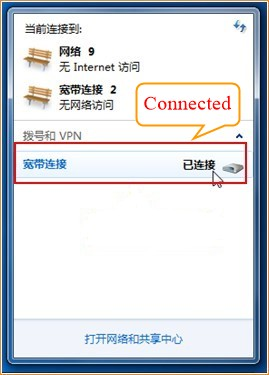 当前连接到:
网络 9
无 Internet 访问
宽带连接 2
无网络访问
Connected
拨号和 VPN
宽带连接 已连接
打开网络和共享中心